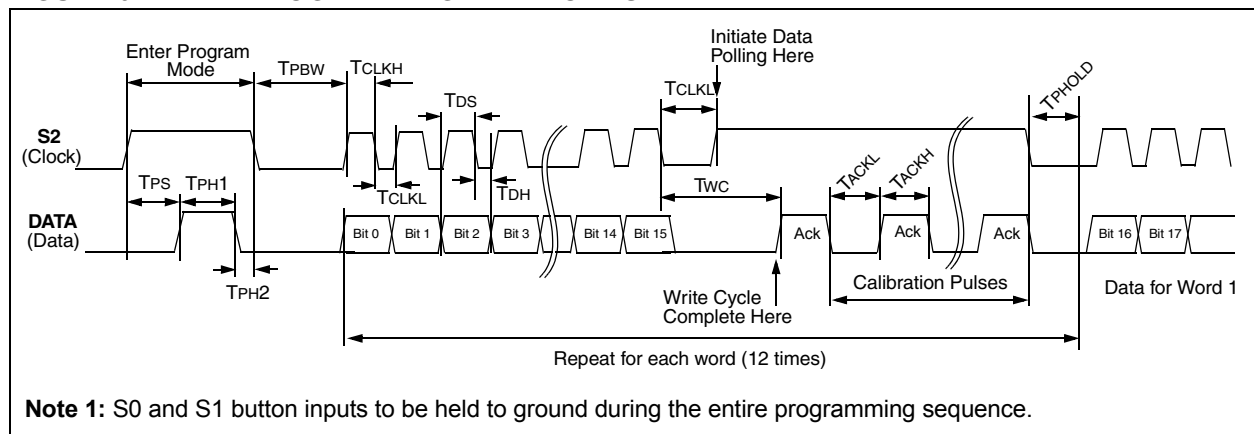 Enter Program
Mode
TPBW
TCLKH
TDS
TCLKL
Initiate Data
Polling Here
TPHOLD
S2
(Clock)
TPS
TPH1
TCLKL
TDH
TWC
TACKL
TACKH
DATA
(Data)
Bit 0
Bit 1
Bit 2
Bit 3
Bit 14
Bit 15
Ack
Ack
Ack
Bit 16
Bit 17
TPH2
Write Cycle
Complete Here
Calibration Pulses
Data for Word 1
Repeat for each word (12 times)
Note 1: S0 and S1 button inputs to be held to ground during the entire programming sequence.